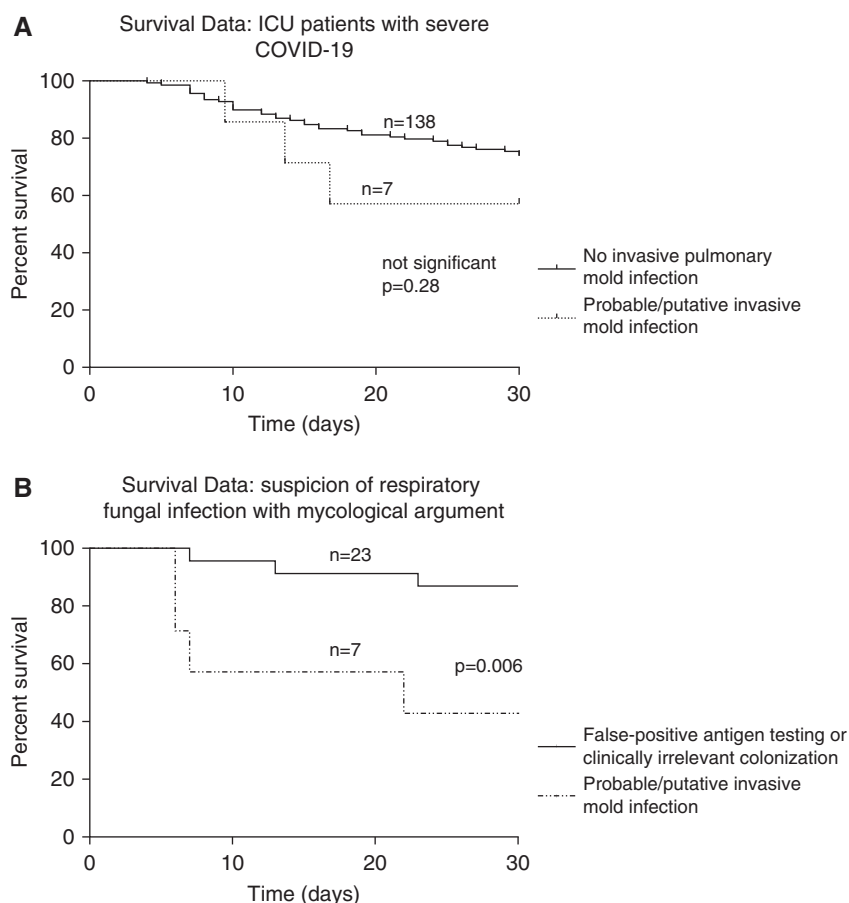 A
Survival Data: ICU patients with severe
COVID-19
100
80
60
40
20
0
Percent survival
n=138
n=7
not significant
p=0.28
No invasive pulmonary
mold infection
Probable/putative invasive
mold infection
0 10 20 30
Time (days)
B
Survival Data: suspicion of respiratory
fungal infection with mycological argument
100
80
60
40
20
0
Percent survival
n=23
n=7
p=0.006
False-positive antigen testing or
clinically irrelevant colonization
Probable/putative invasive
mold infection
0 10 20 30
Time (days)